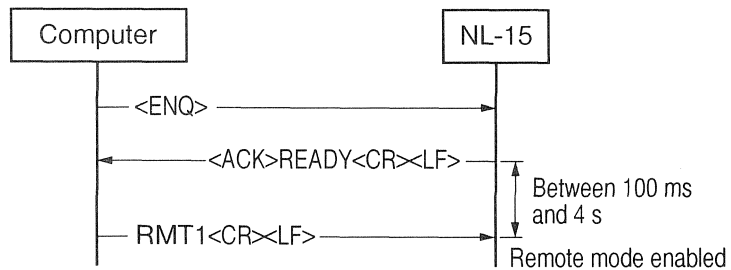 Computer
NL-15
<ENQ>
<ACK>READY<CR><LF>
Between 100 ms
and 4 s
RMT1<CR><LF>
Remote mode enabled